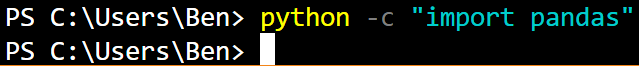 PS C:\Users\Ben> python -c "import pandas"
PS C:\Users\Ben>